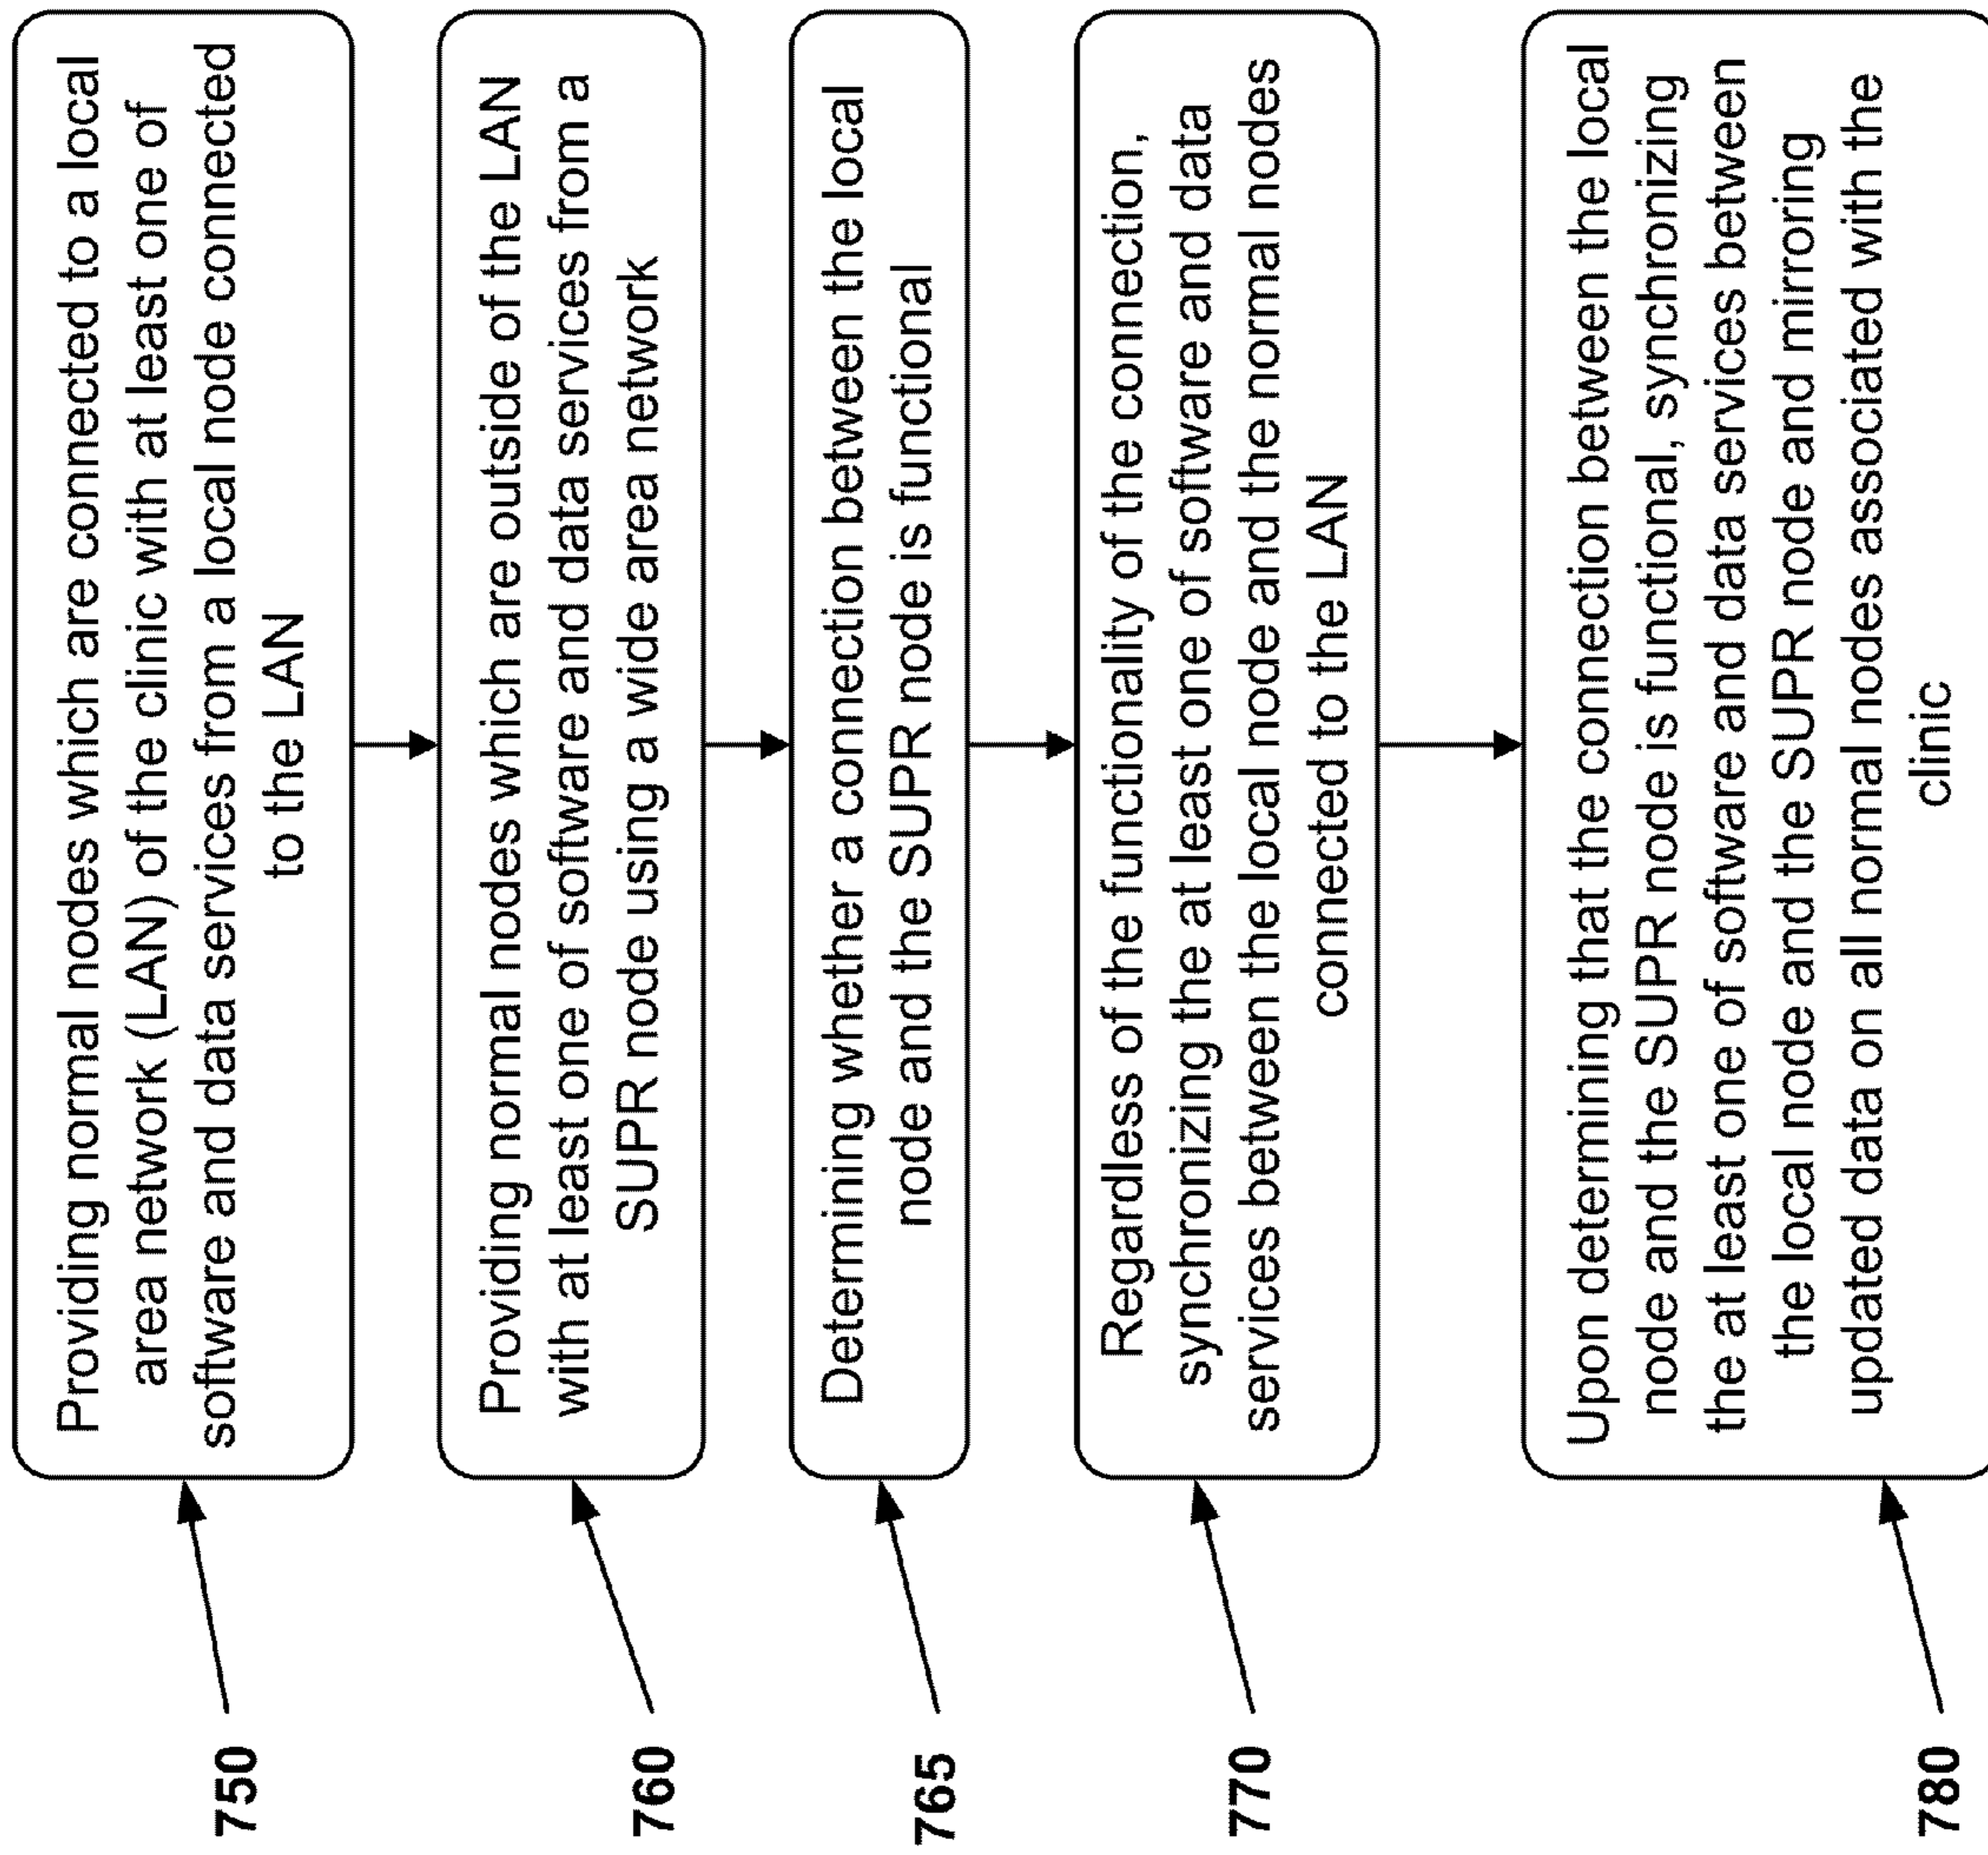 750
Providing normal nodes which are connected to a local
area network (LAN) of the clinic with at least one of
software and data services from a local node connected
to the LAN
760
Providing normal nodes which are outside of the LAN
with at least one of software and data services from a
SUPR node using a wide area network
765
Determining whether a connection between the local
node and the SUPR node is functional
770
Regardless of the functionality of the connection,
synchronizing the at least one of software and data
services between the local node and the normal nodes
connected to the LAN
780
Upon determining that the connection between the local
node and the SUPR node is functional, synchronizing
the at least one of software and data services between
the local node and the SUPR node and mirroring
updated data on all normal nodes associated with the
clinic